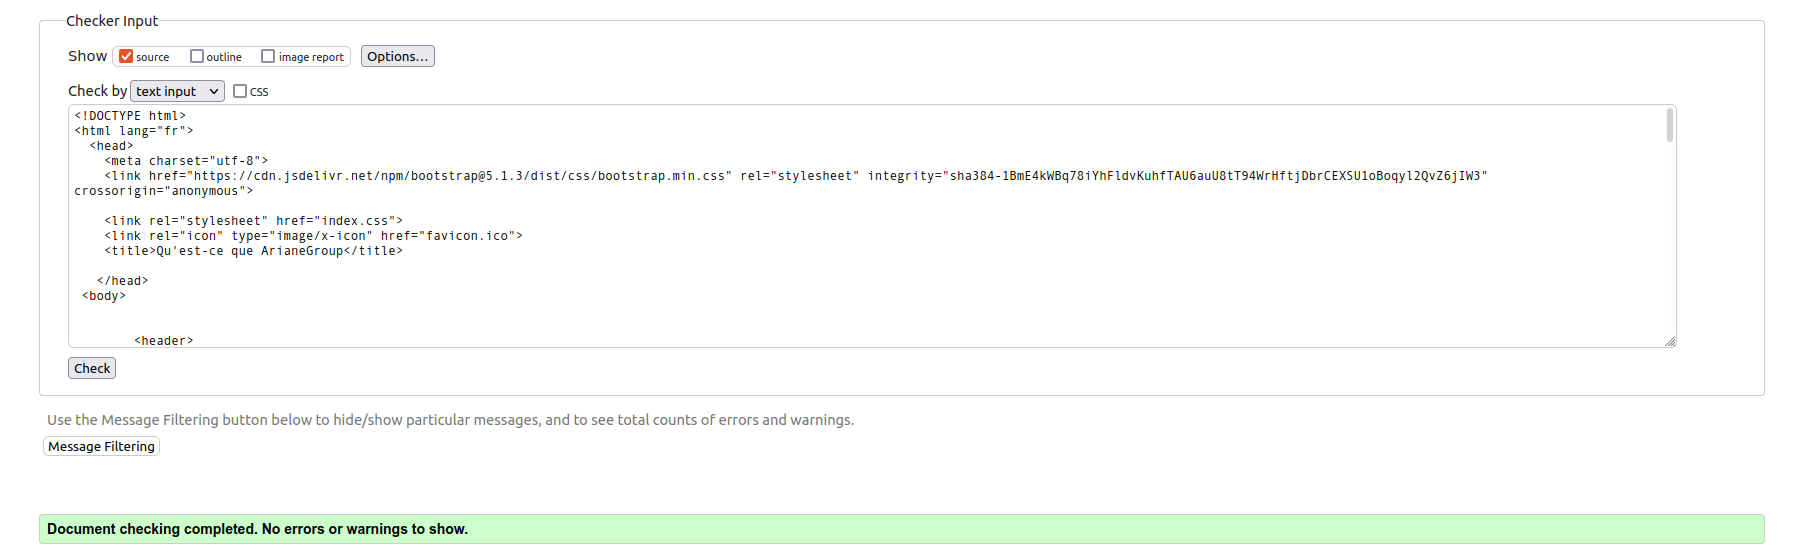 Checker Input
Show source outline image report Options...
Check by text input css
<!DOCTYPE html>
<html lang="fr">
<head>
<meta charset="utf-8">
<link href="https://cdn.jsdelivr.net/npm/bootstrap@5.1.3/dist/css/bootstrap.min.css" rel="stylesheet" integrity="sha384-1BmE4kWBq78iYhFldvKuhfTAU6auU8tT94WrHftjDbrCEXSU1oBoqyl2QvZ6jIW3"
crossorigin="anonymous">
<link rel="stylesheet" href="index.css">
<link rel="icon" type="image/x-icon" href="favicon.ico">
<title>Qu'est-ce que ArianeGroup</title>
</head>
<body>
<header>
Check
Use the Message Filtering button below to hide/show particular messages, and to see total counts of errors and warnings.
Message Filtering
Document checking completed. No errors or warnings to show.